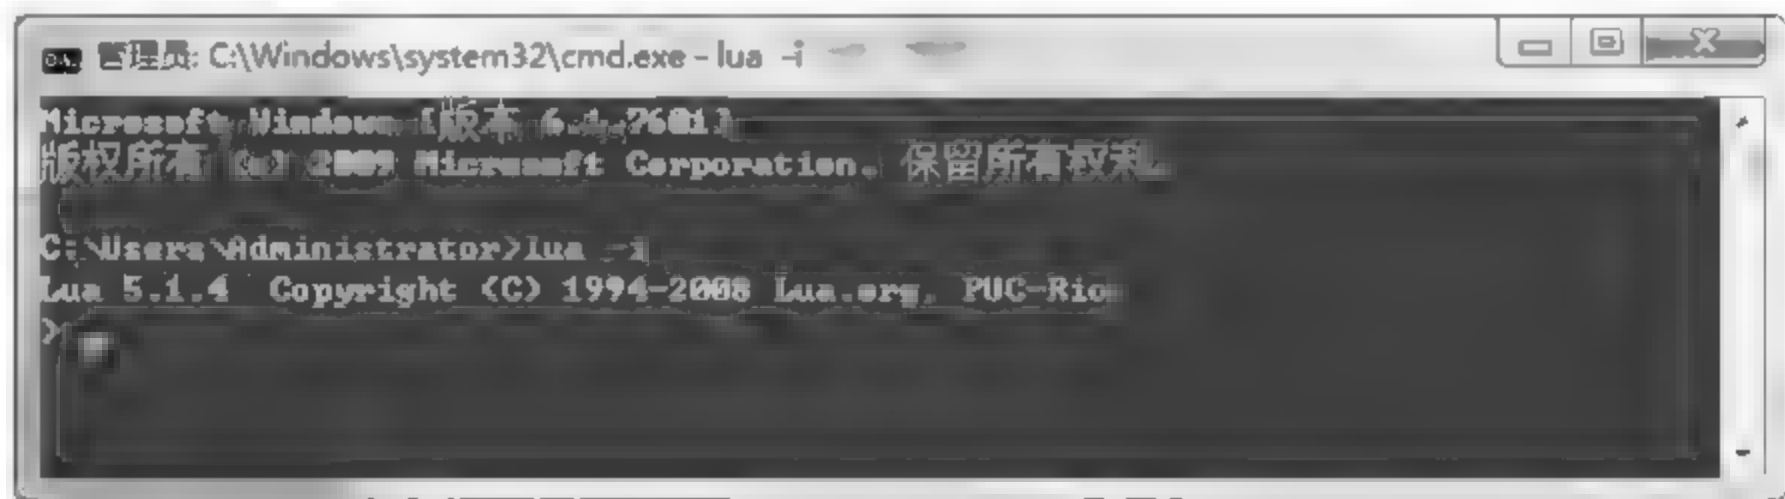 管理员: C:\Windows\system32\cmd.exe - lua -i
Microsoft Windows [版本 6.1.7601]
版权所有 (c) 2009 Microsoft Corporation。保留所有权利。
C:\Users\Administrator>lua -i
Lua 5.1.4 Copyright (C) 1994-2008 Lua.org, PUC-Rio
>